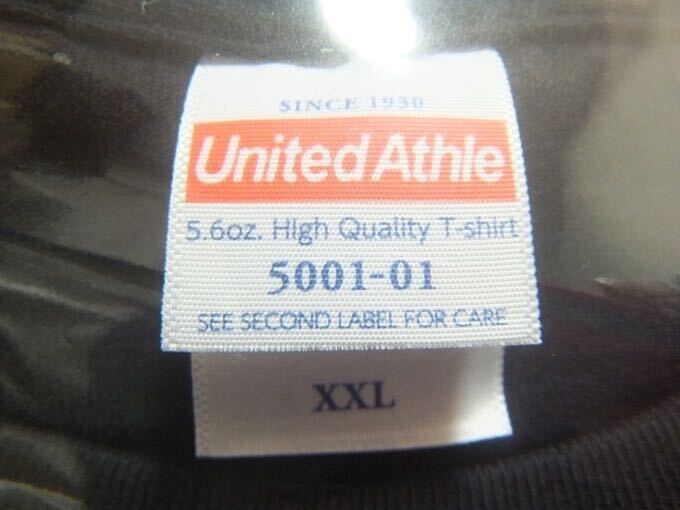 SINCE 1930
United Athle
5.6oz. High Quality T-shirt
5001-01
SEE SECOND LABEL FOR CARE
XXL